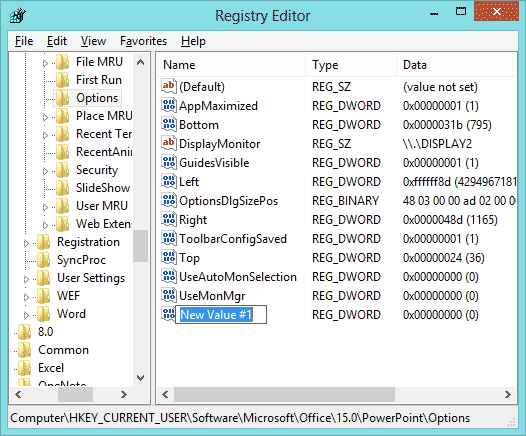 Registry Editor
File Edit View Favorites Help
File MRU
First Run
Options
Place MRU
Recent Ter
RecentAni
Security
SlideShow
User MRU
Web Exten
Registration
SyncProc
User Settings
WEF
Word
8.0
Common
Excel
OneNote
Name Type Data
ab (Default) REG_SZ (value not set)
AppMaximized REG_DWORD 0x00000001 (1)
Bottom REG_DWORD 0x0000031b (795)
ab DisplayMonitor REG_SZ \\.\DISPLAY2
GuidesVisible REG_DWORD 0x00000001 (1)
Left REG_DWORD 0xffffff8d (4294967181
OptionsDlgSizePos REG_BINARY 48 03 00 00 ad 02 00 0
Right REG_DWORD 0x0000048d (1165)
ToolbarConfigSaved REG_DWORD 0x00000001 (1)
Top REG_DWORD 0x00000024 (36)
UseAutoMonSelection REG_DWORD 0x00000000 (0)
UseMonMgr REG_DWORD 0x00000000 (0)
New Value #1 REG_DWORD 0x00000000 (0)
Computer\HKEY_CURRENT_USER\Software\Microsoft\Office\15.0\PowerPoint\Options